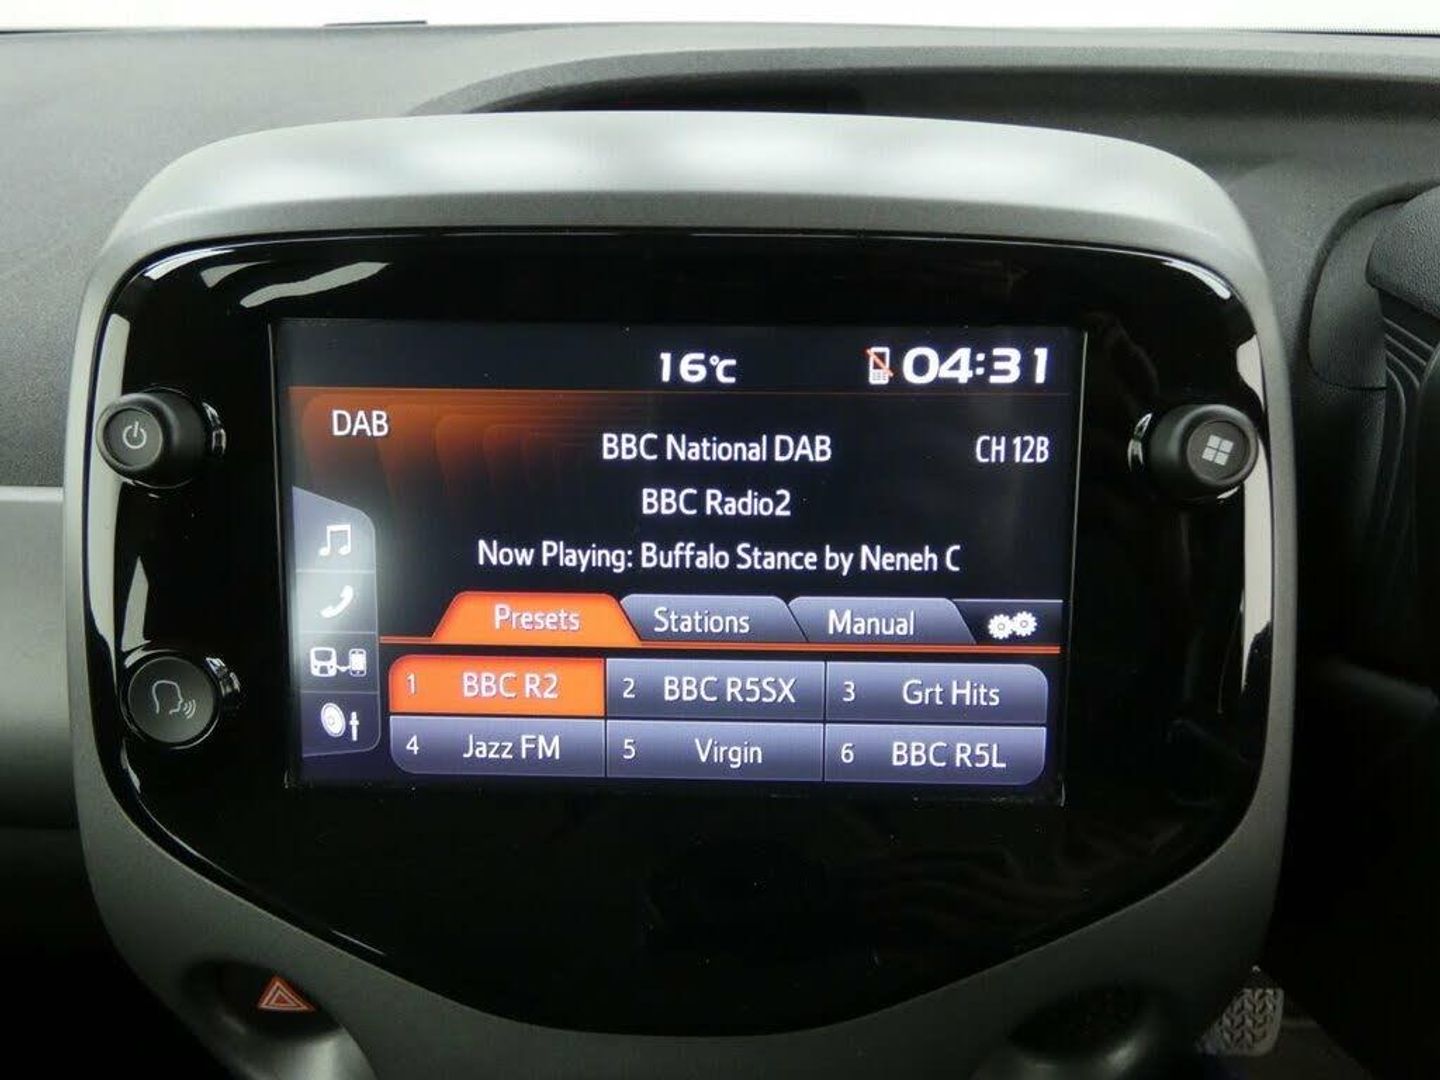 16°C 04:31
DAB
BBC National DAB CH 12B
BBC Radio2
Now Playing: Buffalo Stance by Neneh C
Presets Stations Manual
1 BBC R2 2 BBC R5SX 3 Grt Hits
4 Jazz FM 5 Virgin 6 BBC R5L